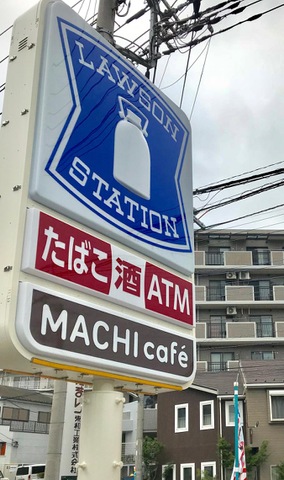 LAWSON
STATION
たばこ 酒 ATM
MACHI café